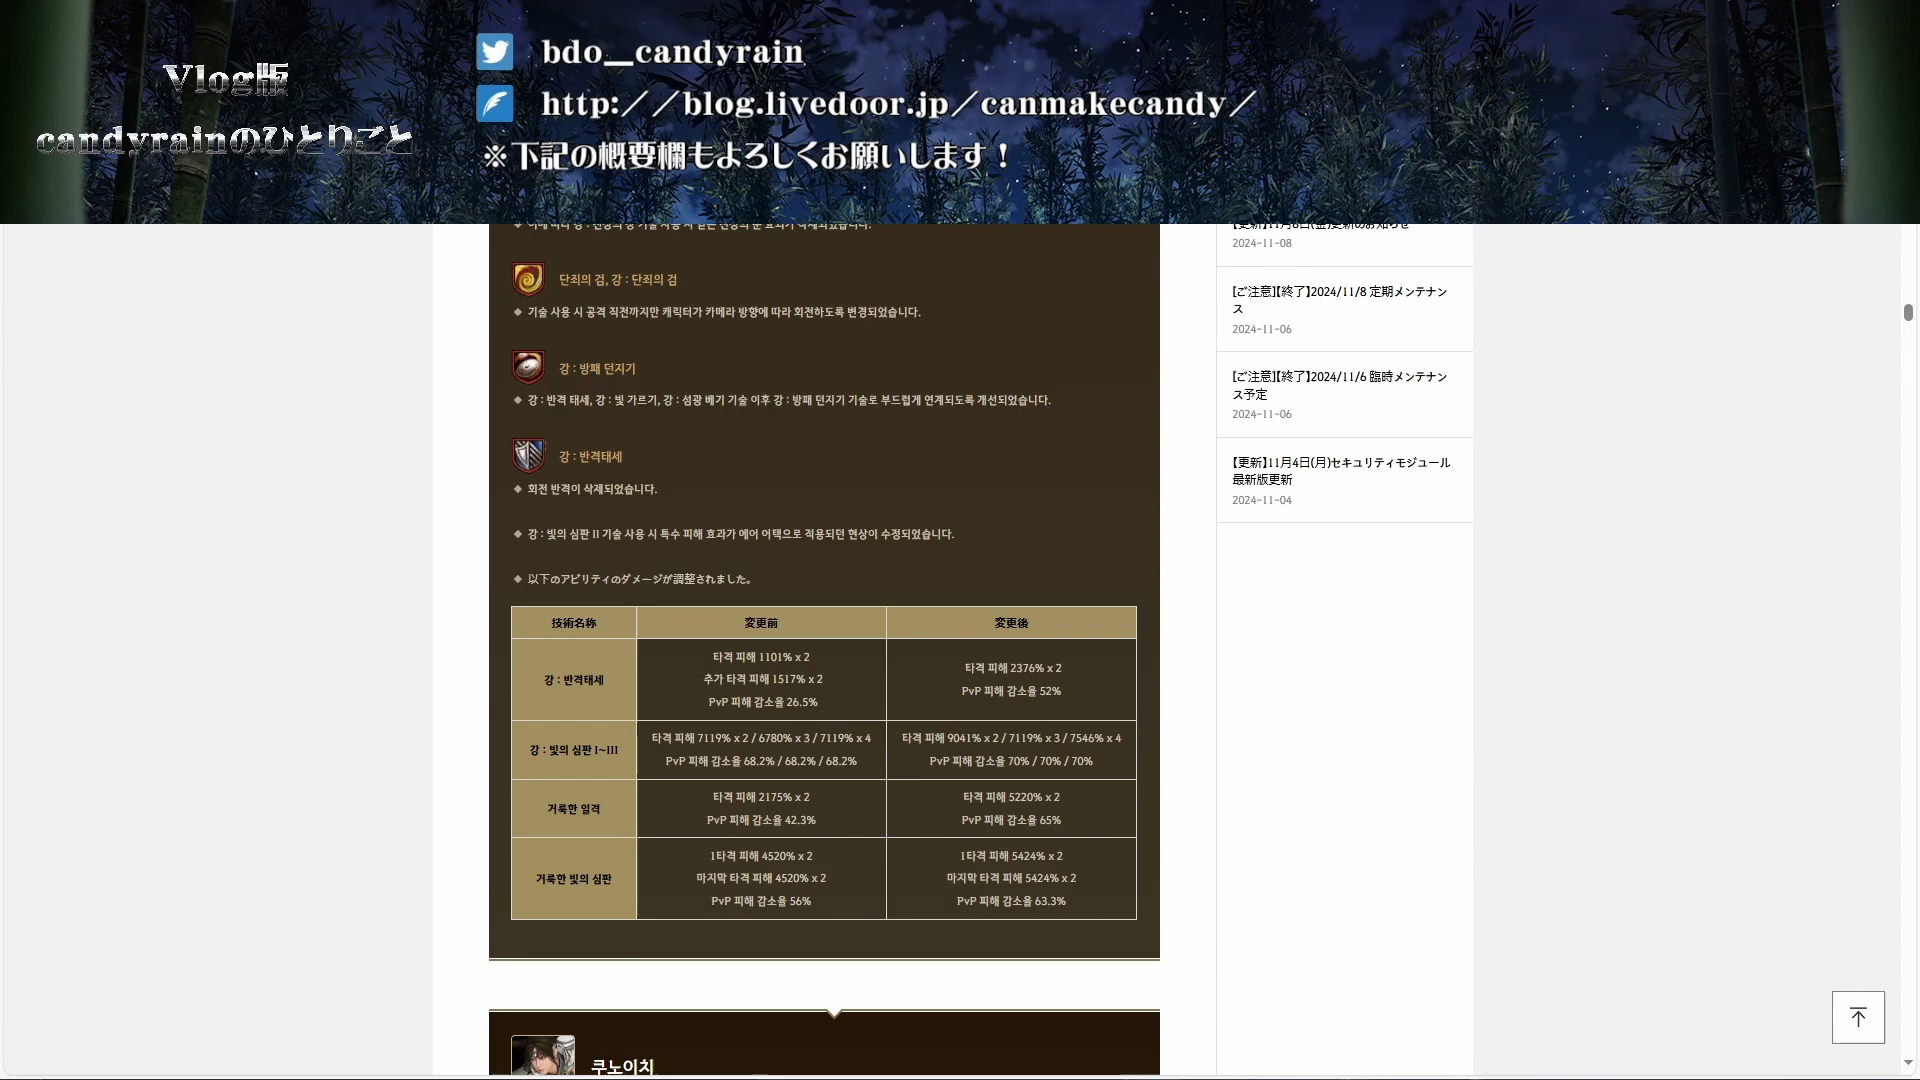 Vlog版
candyrainのひとりごと
bdo__candyrain
http://blog.livedoor.jp/canmakecandy/
※下記の概要欄もよろしくお願いします！
단죄의 검, 강 : 단죄의 검
◆ 기술 사용 시 공격 직전까지만 캐릭터가 카메라 방향에 따라 회전하도록 변경되었습니다.
강 : 방패 던지기
◆ 강 : 반격 태세, 강 : 빛 가르기, 강 : 섬광 베기 기술 이후 강 : 방패 던지기 기술로 부드럽게 연계되도록 개선되었습니다.
강 : 반격태세
◆ 회전 반격이 삭제되었습니다.
◆ 강 : 빛의 심판 II 기술 사용 시 특수 피해 효과가 에어 어택으로 적용되던 현상이 수정되었습니다.
◆ 以下のアビリティのダメージが調整されました。
技術名称 変更前 変更後
강 : 반격태세
타격 피해 1101% x 2
추가 타격 피해 1517% x 2
PvP 피해 감소율 26.5%
타격 피해 2376% x 2
PvP 피해 감소율 52%
강 : 빛의 심판 I~III
타격 피해 7119% x 2 / 6780% x 3 / 7119% x 4
PvP 피해 감소율 68.2% / 68.2% / 68.2%
타격 피해 9041% x 2 / 7119% x 3 / 7546% x 4
PvP 피해 감소율 70% / 70% / 70%
거룩한 일격
타격 피해 2175% x 2
PvP 피해 감소율 42.3%
타격 피해 5220% x 2
PvP 피해 감소율 65%
거룩한 빛의 심판
1타격 피해 4520% x 2
마지막 타격 피해 4520% x 2
PvP 피해 감소율 56%
1타격 피해 5424% x 2
마지막 타격 피해 5424% x 2
PvP 피해 감소율 63.3%
쿠노이치
【更新】11月8日(金)更新のお知らせ
2024-11-08
[ご注意]【終了】2024/11/8 定期メンテナン
ス
2024-11-06
[ご注意]【終了】2024/11/6 臨時メンテナン
ス予定
2024-11-06
【更新】11月4日(月)セキュリティモジュール
最新版更新
2024-11-04